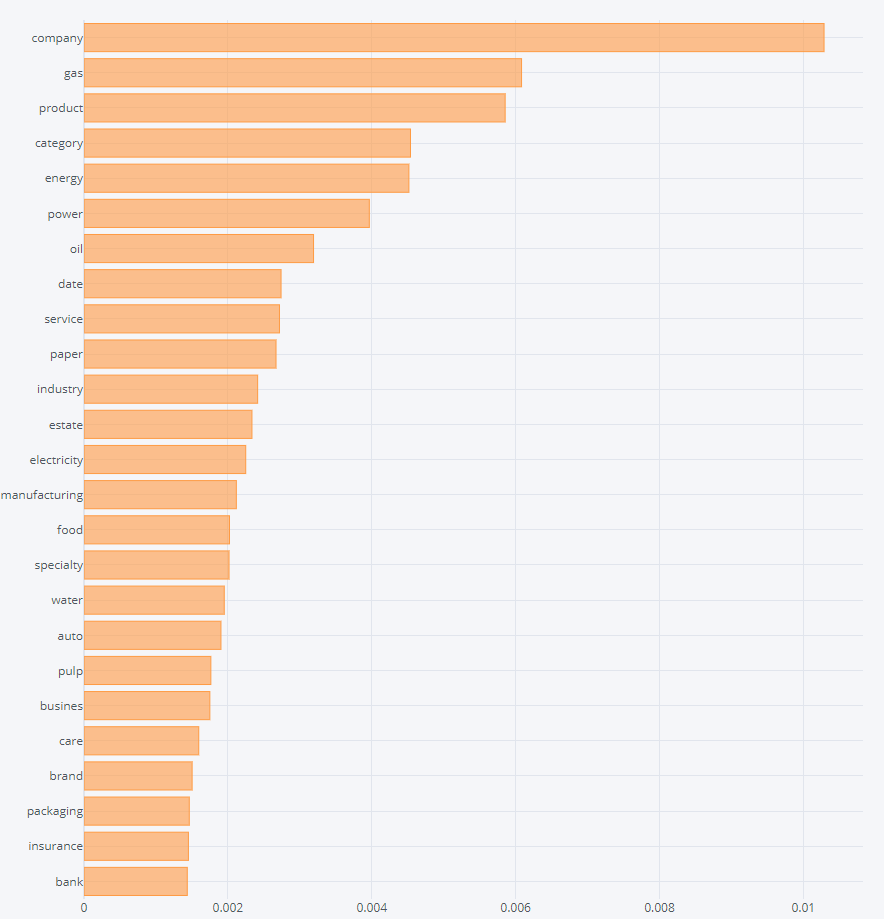 company
gas
product
category
energy
power
oil
date
service
paper
industry
estate
electricity
manufacturing
food
specialty
water
auto
pulp
busines
care
brand
packaging
insurance
bank
0 0.002 0.004 0.006 0.008 0.01